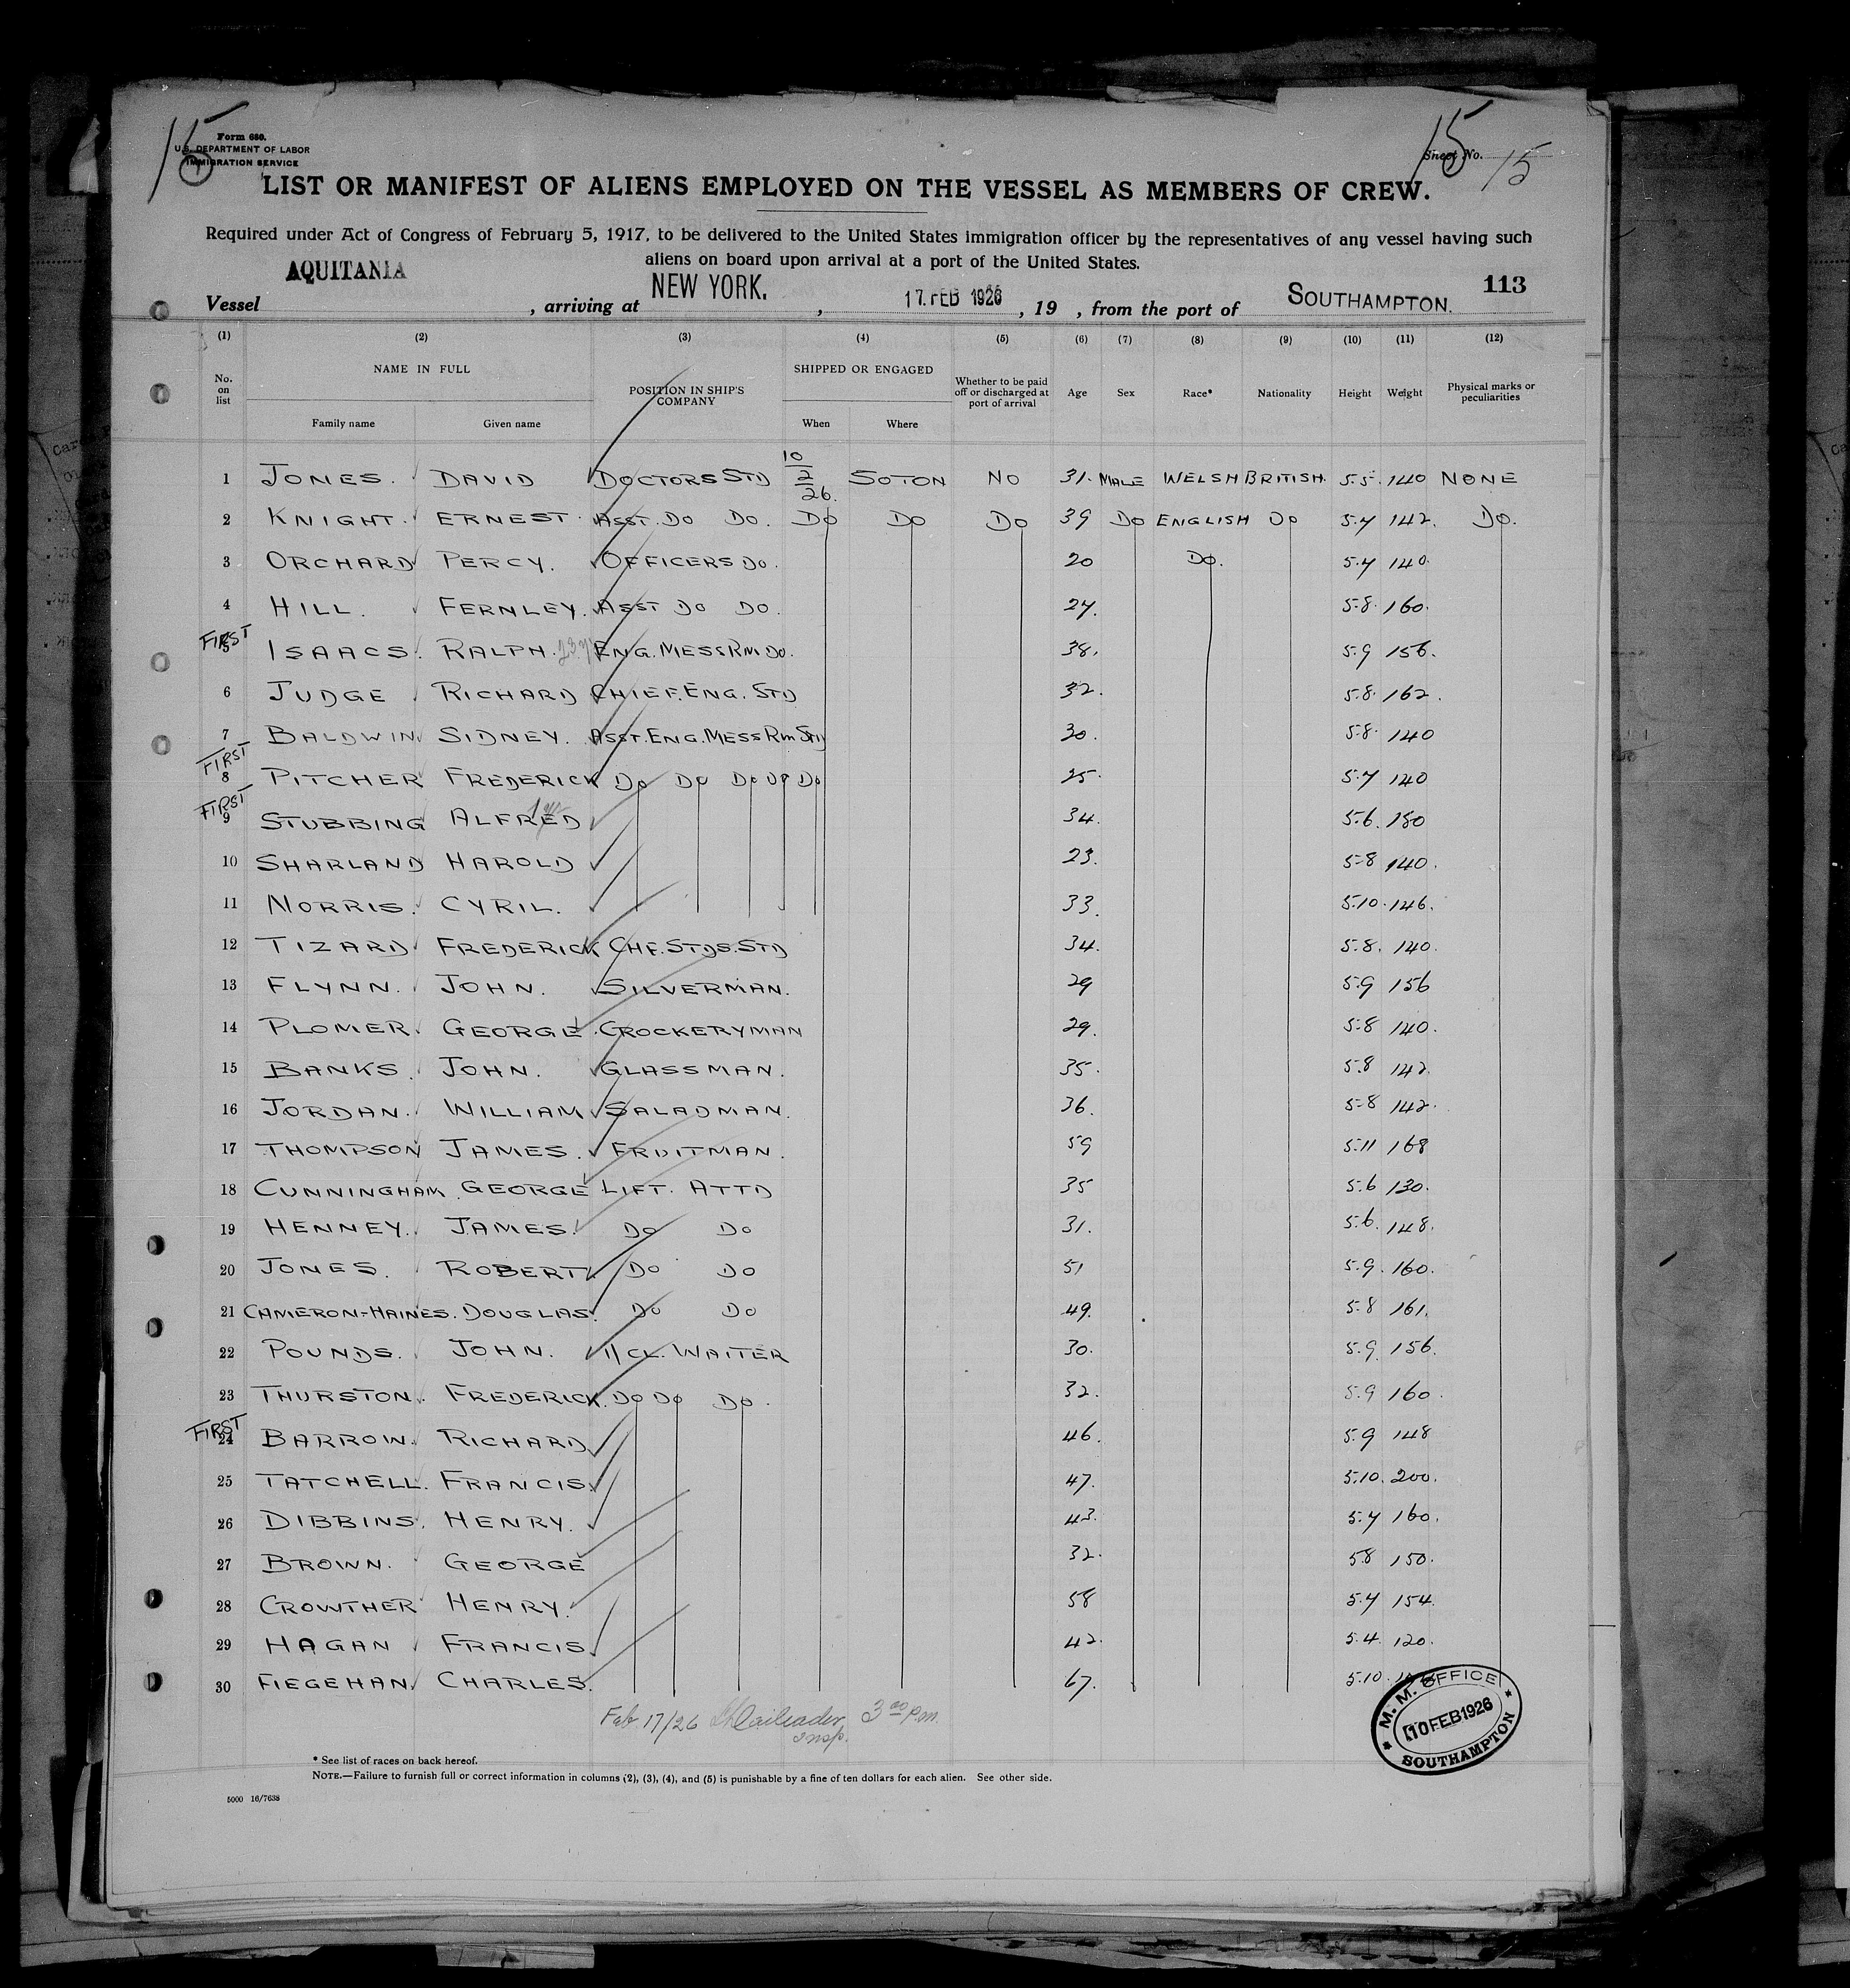 15
Form 680.
U.S. DEPARTMENT OF LABOR
IMMIGRATION SERVICE
15
Sheet No. 15
LIST OR MANIFEST OF ALIENS EMPLOYED ON THE VESSEL AS MEMBERS OF CREW.
Required under Act of Congress of February 5, 1917, to be delivered to the United States immigration officer by the representatives of any vessel having such
aliens on board upon arrival at a port of the United States.
113
Vessel AQUITANIA, arriving at NEW YORK., 17. FEB 1926, 19 , from the port of SOUTHAMPTON.
(1) (2) (3) (4) (5) (6) (7) (8) (9) (10) (11) (12)
No. on list NAME IN FULL Family name Given name POSITION IN SHIP'S COMPANY SHIPPED OR ENGAGED When Where Whether to be paid off or discharged at port of arrival Age Sex Race* Nationality Height Weight Physical marks or peculiarities
1 JONES. DAVID DOCTORS STD 10/2/26. SOTON NO 31. MALE WELSH BRITISH. 5.5. 140 NONE
2 KNIGHT. ERNEST. ASST. DO DO. DO DO DO 39 DO ENGLISH DO 5.7 142. DO.
3 ORCHARD PERCY. OFFICERS DO. 20 DO. 5.7 140.
4 HILL. FERNLEY. ASST DO DO. 27. 5.8. 160.
FIRST 5 ISAACS. RALPH. ENG. MESS RM DO. 38. 5.9 156.
6 JUDGE RICHARD CHIEF. ENG. STD 32. 5.8. 162.
7 BALDWIN SIDNEY. ASST. ENG. MESS RM STD 30. 5.8. 140
FIRST 8 PITCHER FREDERICK DO DO DO DO DO 25. 5.7 140
FIRST 9 STUBBING ALFRED 34. 5.6. 180
10 SHARLAND HAROLD 23. 5.8 140.
11 NORRIS. CYRIL. 33. 5.10. 146.
12 TIZARD FREDERICK CHF. STDS. STD 34. 5.8. 140.
13 FLYNN. JOHN. SILVERMAN. 29 5.9 156
14 PLOMER. GEORGE. CROCKERYMAN 29. 5.8 140.
15 BANKS. JOHN. GLASSMAN. 35. 5.8 142.
16 JORDAN. WILLIAM SALADMAN. 36. 5.8 142.
17 THOMPSON JAMES. FRUITMAN. 59 5.11 168
18 CUNNINGHAM. GEORGE LIFT. ATTD 35 5.6 130.
19 HENNEY. JAMES. DO DO 31. 5.6. 148.
20 JONES. ROBERT. DO DO 51 5.9. 160.
21 CAMERON-HAINES. DOUGLAS. DO DO 49. 5.8 161.
22 POUNDS. JOHN. 1/CL. WAITER 30. 5.9. 156.
23 THURSTON. FREDERICK. DO DO DO. 32. 5.9 160.
FIRST 24 BARROW. RICHARD. 46. 5.9 148
25 TATCHELL. FRANCIS. 47. 5.10. 200.
26 DIBBINS. HENRY. 43. 5.7 160.
27 BROWN. GEORGE 32. 5.8 150.
28 CROWTHER HENRY. 58 5.7 154.
29 HAGAN FRANCIS. 42. 5.4. 120.
30 FIEGEHAN. CHARLES. 67. 5.10.
Feb 17/26 3 00 P.m.
Insp.
M. M. OFFICE
10 FEB 1926
SOUTHAMPTON
* See list of races on back hereof.
NOTE.—Failure to furnish full or correct information in columns (2), (3), (4), and (5) is punishable by a fine of ten dollars for each alien. See other side.
5000 16/7638